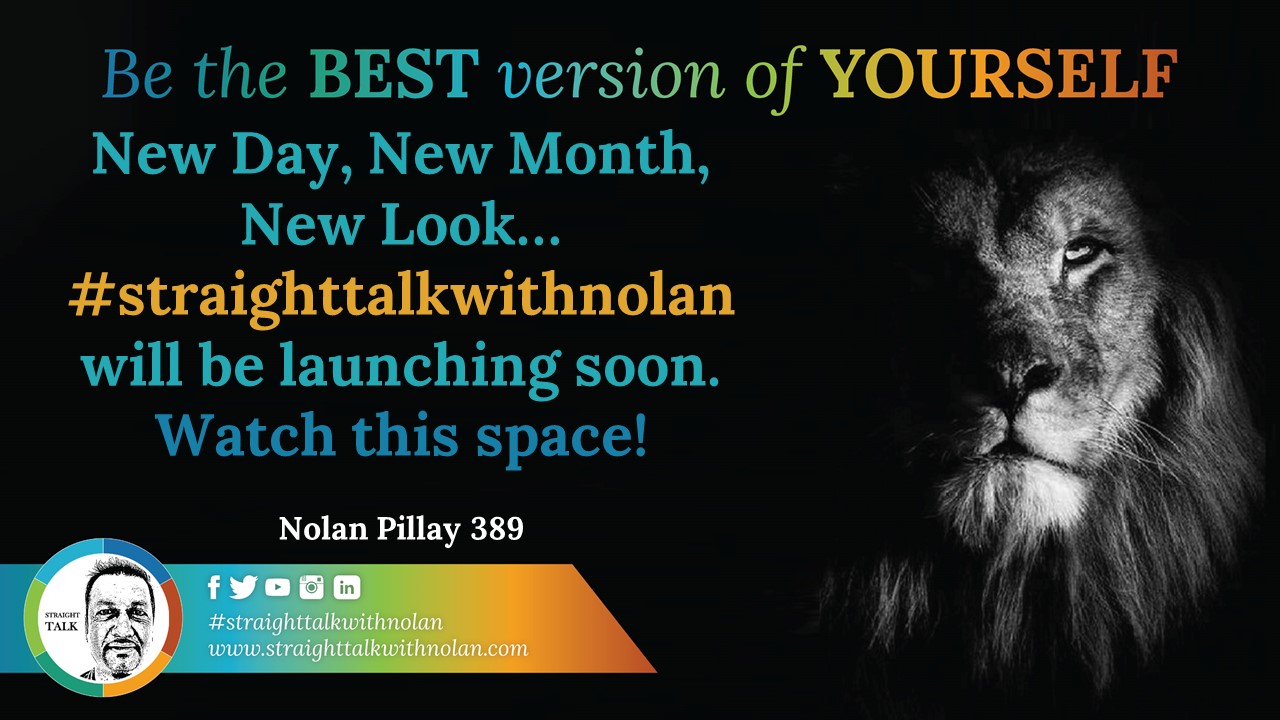 Be the BEST version of YOURSELF
New Day, New Month,
New Look...
#straighttalkwithnolan
will be launching soon.
Watch this space!
Nolan Pillay 389
STRAIGHT
TALK
#straighttalkwithnolan
www.straighttalkwithnolan.com